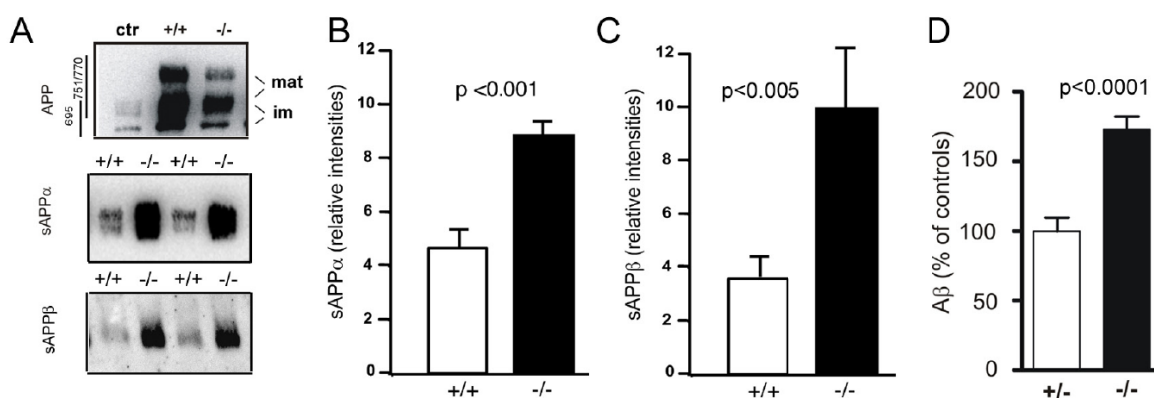 A
ctr +/+ -/-
APP
695
751/770
mat
im
+/+ -/- +/+ -/-
sAPPα
+/+ -/- +/+ -/-
sAPPβ
B
sAPPα (relative intensities)
12
10
8
6
4
2
0
p <0.001
+/+ -/-
C
sAPPβ (relative intensities)
12
10
8
6
4
2
0
p<0.005
+/+ -/-
D
Aβ (% of controls)
200
150
100
50
0
p<0.0001
+/- -/-